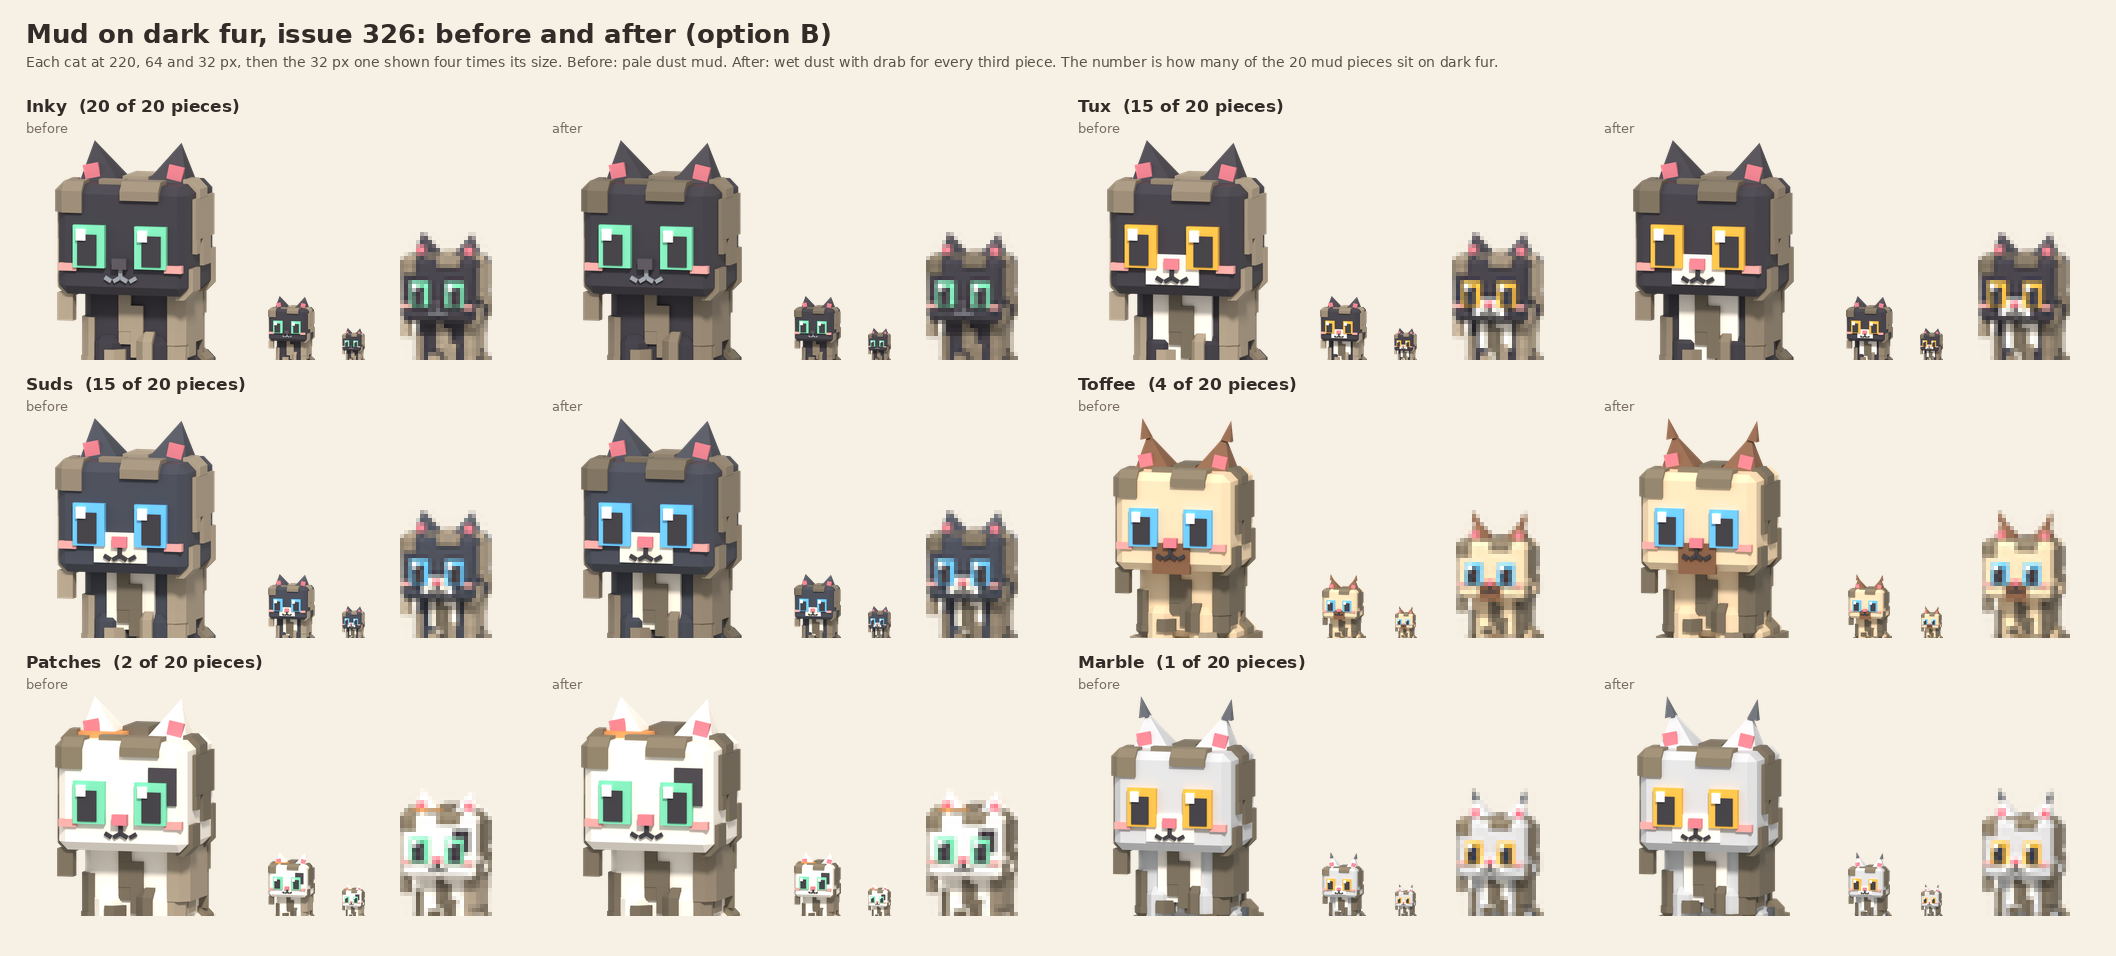 Mud on dark fur, issue 326: before and after (option B)
Each cat at 220, 64 and 32 px, then the 32 px one shown four times its size. Before: pale dust mud. After: wet dust with drab for every third piece. The number is how many of the 20 mud pieces sit on dark fur.
Inky (20 of 20 pieces)
before
after
Tux (15 of 20 pieces)
before
after
Suds (15 of 20 pieces)
before
after
Toffee (4 of 20 pieces)
before
after
Patches (2 of 20 pieces)
before
after
Marble (1 of 20 pieces)
before
after